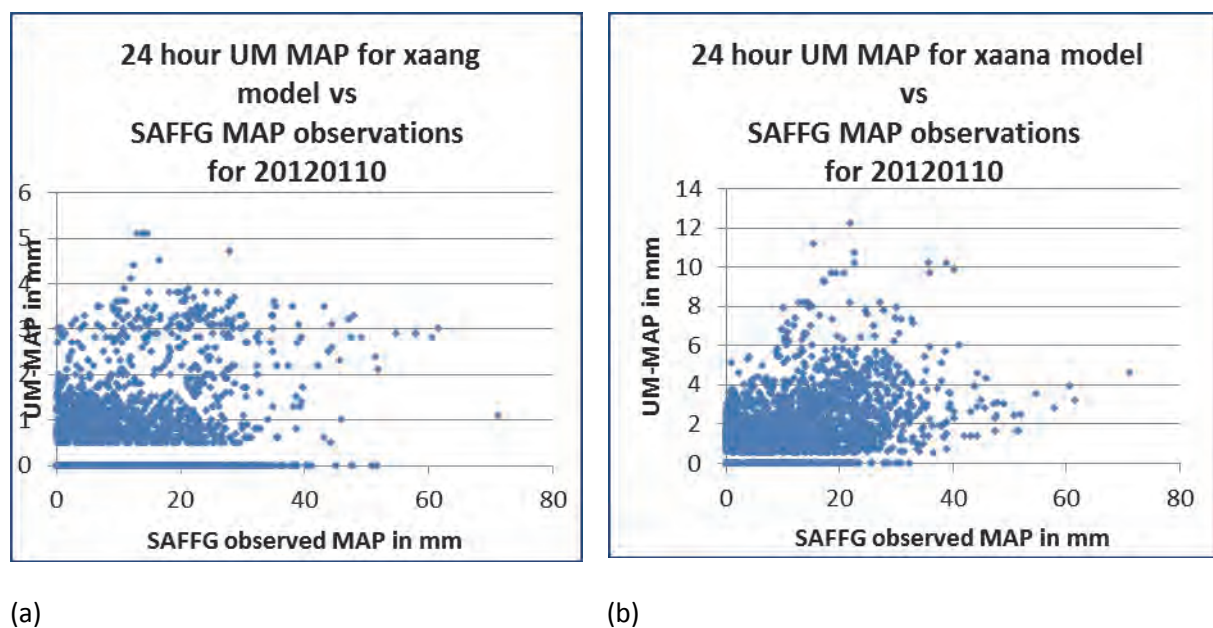 24 hour UM MAP for xaang
model vs
SAFFG MAP observations
for 20120110
UM-MAP in mm
6
5
4
3
2
1
0
0 20 40 60 80
SAFFG observed MAP in mm
(a)
24 hour UM MAP for xaana model
vs
SAFFG MAP observations
for 20120110
UM-MAP in mm
14
12
10
8
6
4
2
0
0 20 40 60 80
SAFFG observed MAP in mm
(b)